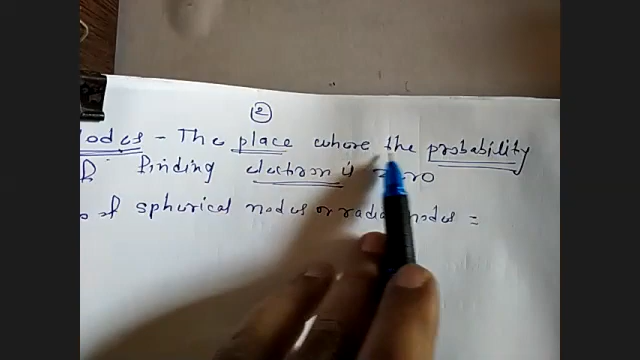 ②
odes - The place where the probability
finding electron is zero
of spherical nodes or radial nodes =